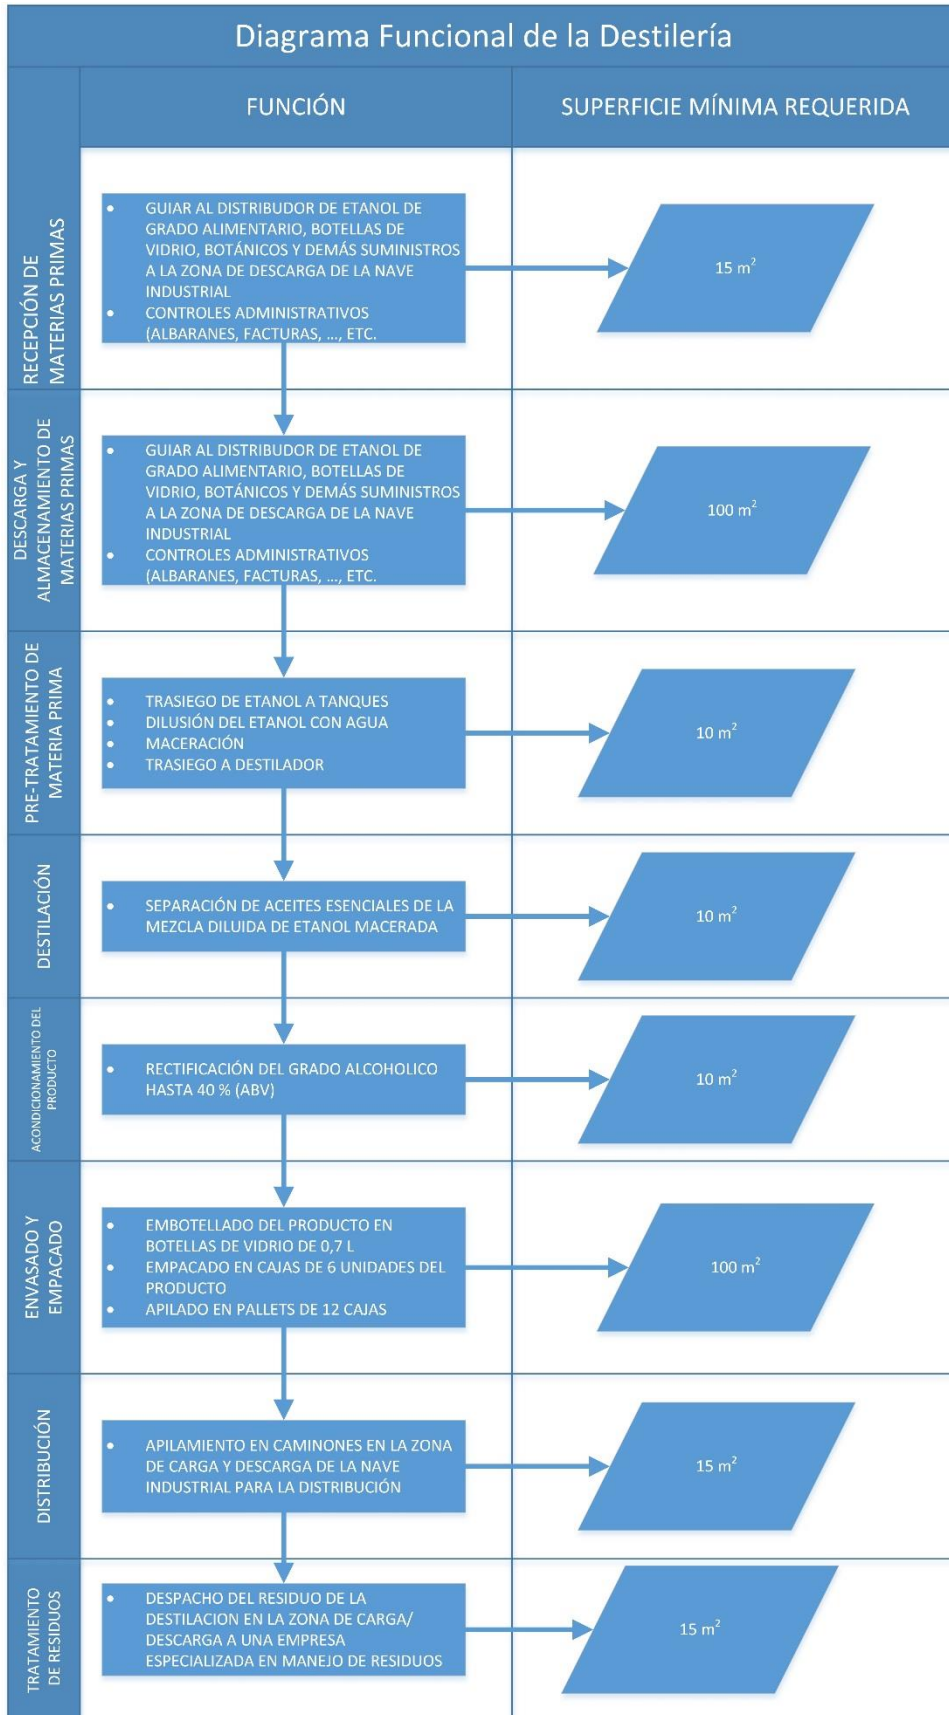 Diagrama Funcional de la Destilería
FUNCIÓN
SUPERFICIE MÍNIMA REQUERIDA
RECEPCIÓN DE
MATERIAS PRIMAS
• GUIAR AL DISTRIBUDOR DE ETANOL DE
GRADO ALIMENTARIO, BOTELLAS DE
VIDRIO, BOTÁNICOS Y DEMÁS SUMINISTROS
A LA ZONA DE DESCARGA DE LA NAVE
INDUSTRIAL
• CONTROLES ADMINISTRATIVOS
(ALBARANES, FACTURAS, ..., ETC.
15 m²
DESCARGA Y
ALMACENAMIENTO DE
MATERIAS PRIMAS
• GUIAR AL DISTRIBUDOR DE ETANOL DE
GRADO ALIMENTARIO, BOTELLAS DE
VIDRIO, BOTÁNICOS Y DEMÁS SUMINISTROS
A LA ZONA DE DESCARGA DE LA NAVE
INDUSTRIAL
• CONTROLES ADMINISTRATIVOS
(ALBARANES, FACTURAS, ..., ETC.
100 m²
PRE-TRATAMIENTO DE
MATERIA PRIMA
• TRASIEGO DE ETANOL A TANQUES
• DILUSIÓN DEL ETANOL CON AGUA
• MACERACIÓN
• TRASIEGO A DESTILADOR
10 m²
DESTILACIÓN
• SEPARACIÓN DE ACEITES ESENCIALES DE LA
MEZCLA DILUIDA DE ETANOL MACERADA
10 m²
ACONDICIONAMIENTO DEL
PRODUCTO
• RECTIFICACIÓN DEL GRADO ALCOHOLICO
HASTA 40 % (ABV)
10 m²
ENVASADO Y
EMPACADO
• EMBOTELLADO DEL PRODUCTO EN
BOTELLAS DE VIDRIO DE 0,7 L
• EMPACADO EN CAJAS DE 6 UNIDADES DEL
PRODUCTO
• APILADO EN PALLETS DE 12 CAJAS
100 m²
DISTRIBUCIÓN
• APILAMIENTO EN CAMINONES EN LA ZONA
DE CARGA Y DESCARGA DE LA NAVE
INDUSTRIAL PARA LA DISTRIBUCIÓN
15 m²
TRATAMIENTO
DE RESIDUOS
• DESPACHO DEL RESIDUO DE LA
DESTILACION EN LA ZONA DE CARGA/
DESCARGA A UNA EMPRESA
ESPECIALIZADA EN MANEJO DE RESIDUOS
15 m²